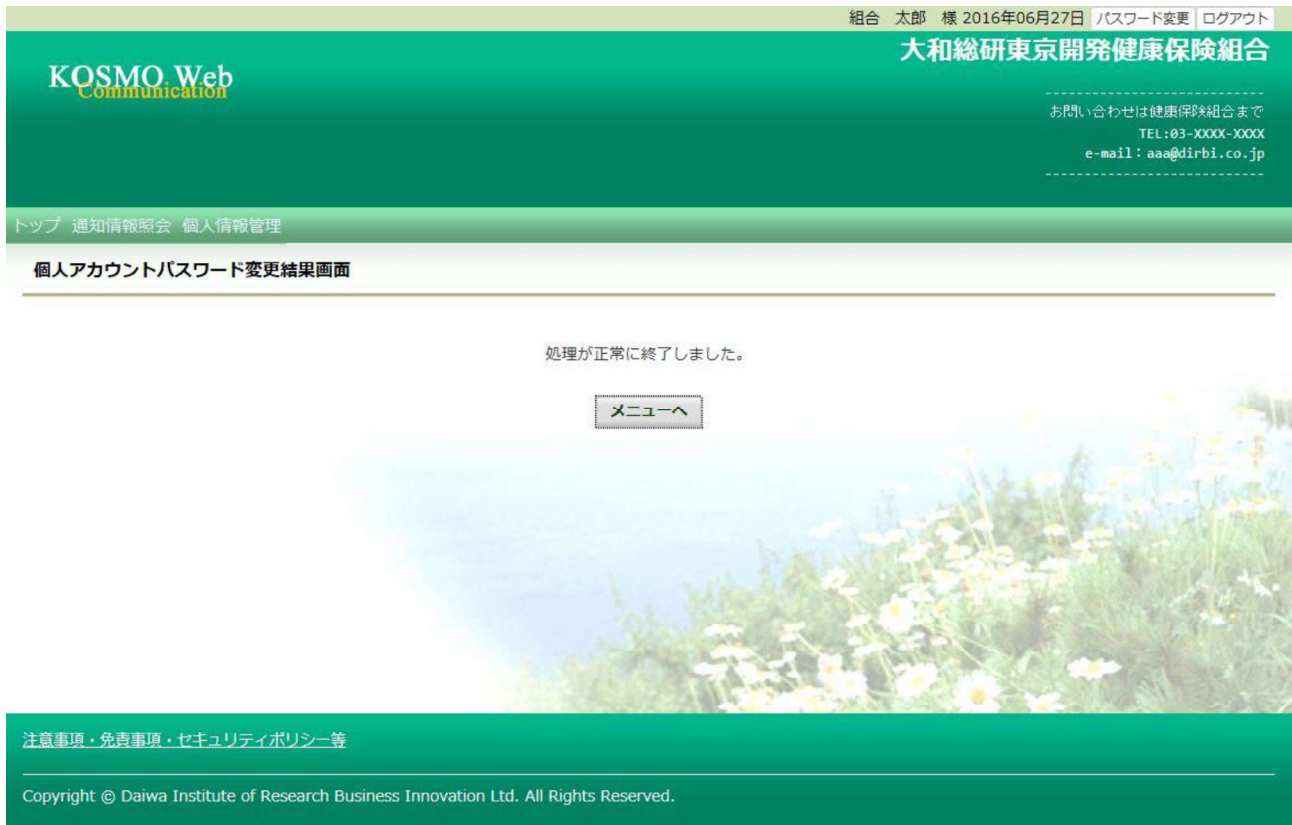 組合　太郎　様 2016年06月27日 パスワード変更 ログアウト
大和総研東京開発健康保険組合
KOSMO Web
Communication
お問い合わせは健康保険組合まで
TEL:03-XXXX-XXXX
e-mail：aaa@dirbi.co.jp
トップ 通知情報照会 個人情報管理
個人アカウントパスワード変更結果画面
処理が正常に終了しました。
メニューへ
注意事項・免責事項・セキュリティポリシー等
Copyright © Daiwa Institute of Research Business Innovation Ltd. All Rights Reserved.